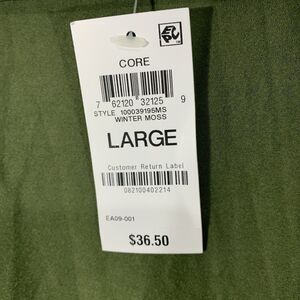 CORE
7 62120 32125 9
STYLE 100039195MS
WINTER MOSS
LARGE
Customer Return Label
082100402214
EA09-001
$36.50